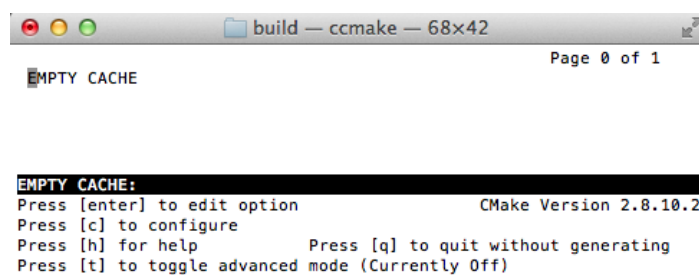 build — ccmake — 68×42
Page 0 of 1
EMPTY CACHE
EMPTY CACHE:
Press [enter] to edit option CMake Version 2.8.10.2
Press [c] to configure
Press [h] for help Press [q] to quit without generating
Press [t] to toggle advanced mode (Currently Off)